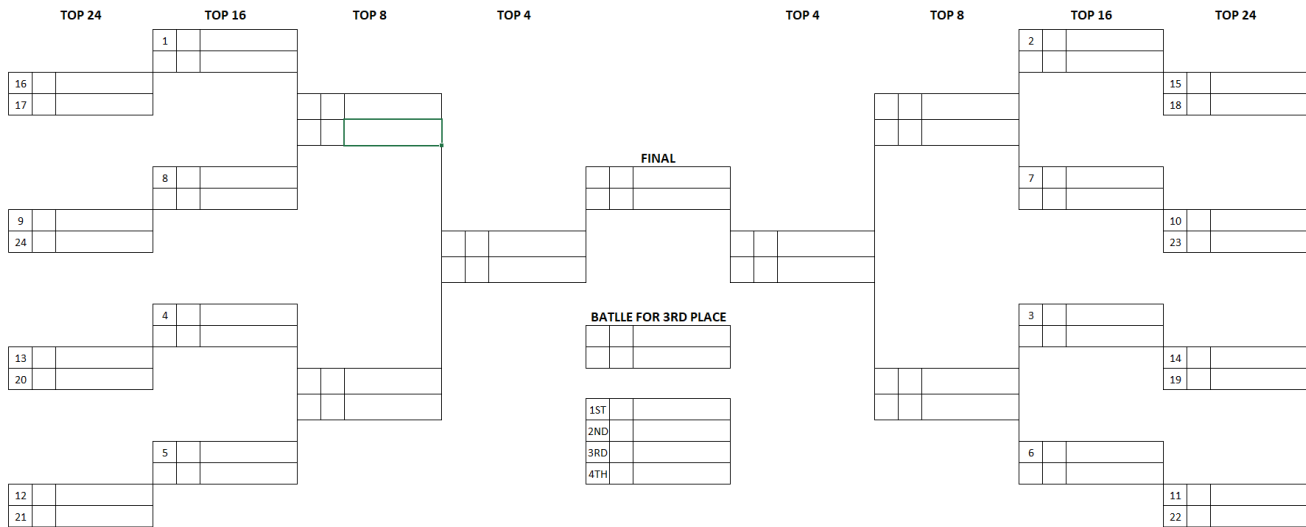 TOP 24 TOP 16 TOP 8 TOP 4 TOP 4 TOP 8 TOP 16 TOP 24
1 2
16 15
17 18
FINAL
8 7
9 10
24 23
4 BATLLE FOR 3RD PLACE 3
13 14
20 19
1ST
2ND
5 3RD 6
4TH
12 11
21 22